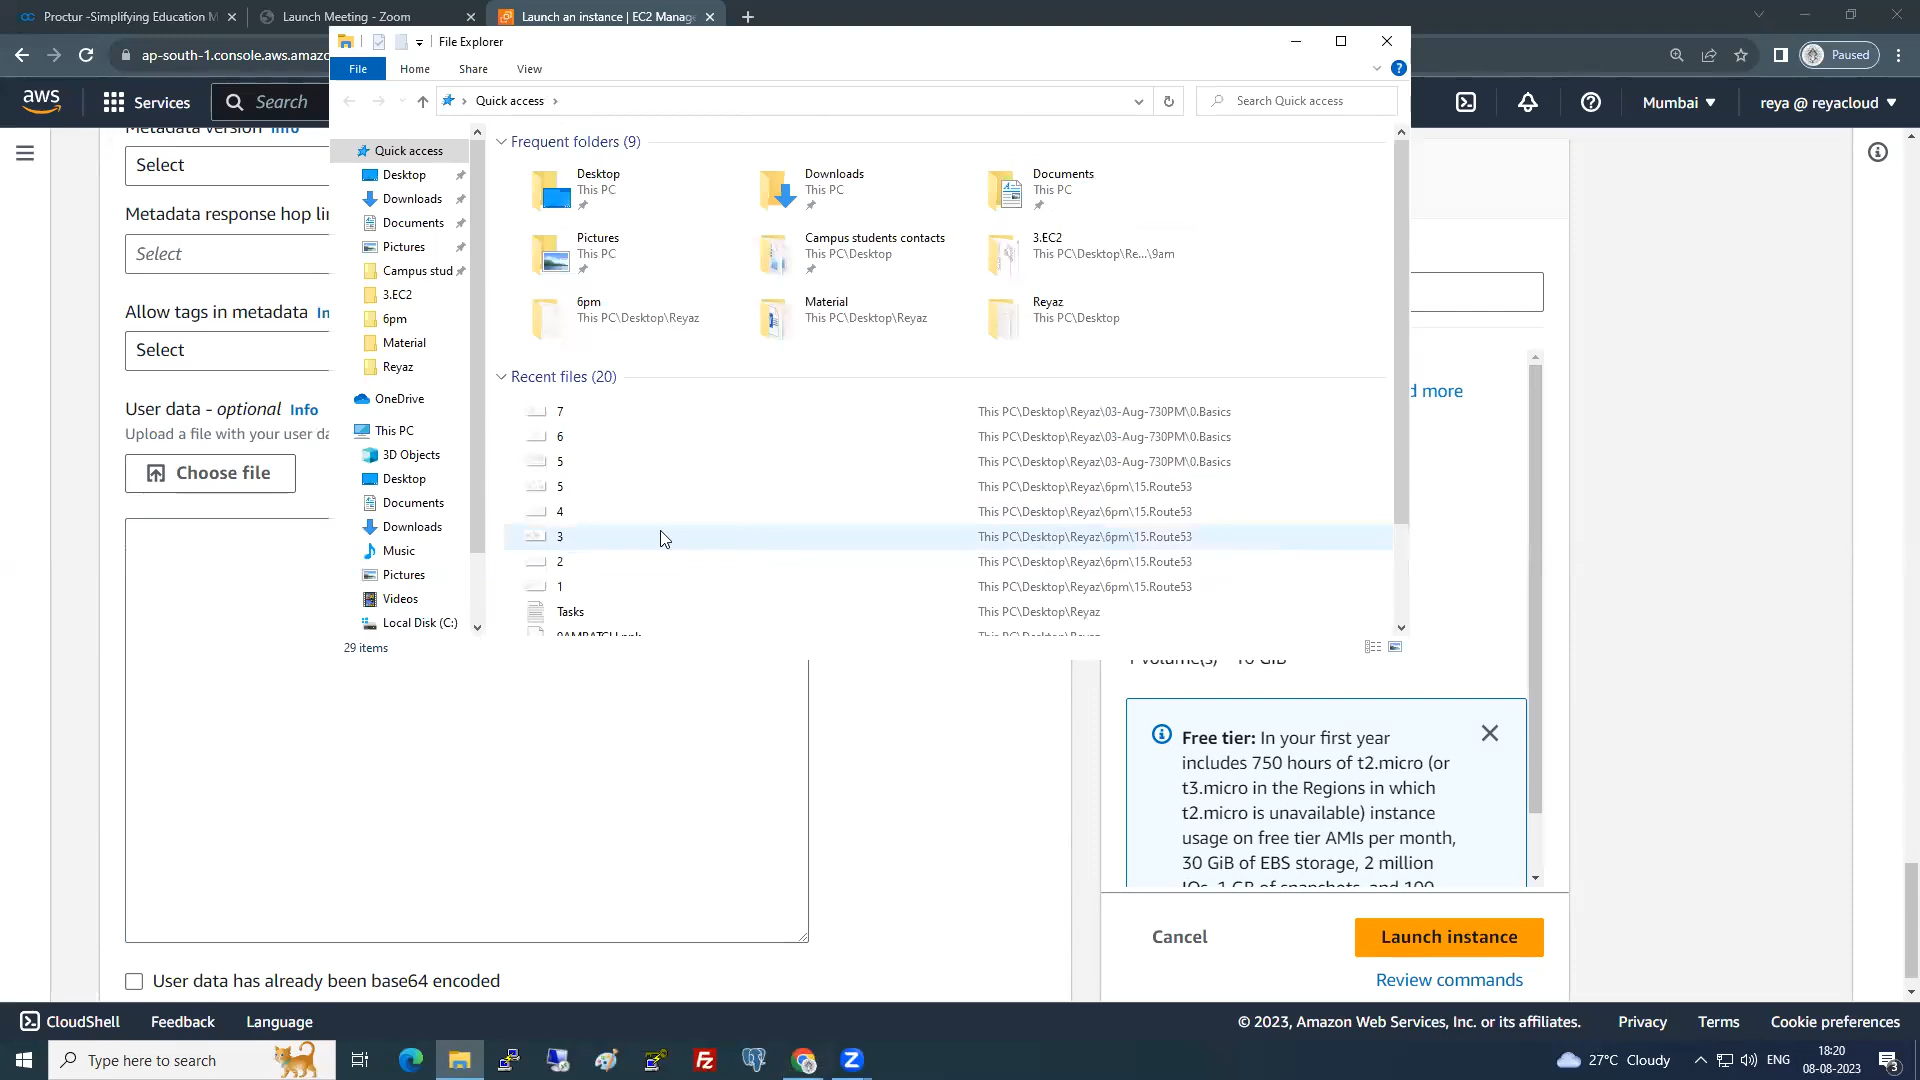 Proctur -Simplifying Education M
Launch Meeting - Zoom
Launch an instance | EC2 Manag
File Explorer
ap-south-1.console.aws.amazo
Paused
File
Home
Share
View
aws
Services
Search
Quick access
Search Quick access
Mumbai
reya @ reyacloud
Metadata version Info
Select
Metadata response hop li
Select
Allow tags in metadata
Select
User data - optional Info
Upload a file with your user da
Choose file
Quick access
Desktop
Downloads
Documents
Pictures
Campus stud
3.EC2
6pm
Material
Reyaz
OneDrive
This PC
3D Objects
Desktop
Documents
Downloads
Music
Pictures
Videos
Local Disk (C:)
29 items
Frequent folders (9)
Desktop
This PC
Downloads
This PC
Documents
This PC
Pictures
This PC
Campus students contacts
This PC\Desktop
3.EC2
This PC\Desktop\Re...\9am
6pm
This PC\Desktop\Reyaz
Material
This PC\Desktop\Reyaz
Reyaz
This PC\Desktop
Recent files (20)
7 This PC\Desktop\Reyaz\03-Aug-730PM\0.Basics
6 This PC\Desktop\Reyaz\03-Aug-730PM\0.Basics
5 This PC\Desktop\Reyaz\03-Aug-730PM\0.Basics
5 This PC\Desktop\Reyaz\6pm\15.Route53
4 This PC\Desktop\Reyaz\6pm\15.Route53
3 This PC\Desktop\Reyaz\6pm\15.Route53
2 This PC\Desktop\Reyaz\6pm\15.Route53
1 This PC\Desktop\Reyaz\6pm\15.Route53
Tasks This PC\Desktop\Reyaz
d more
Free tier: In your first year
includes 750 hours of t2.micro (or
t3.micro in the Regions in which
t2.micro is unavailable) instance
usage on free tier AMIs per month,
30 GiB of EBS storage, 2 million
IOs, 1 GB of snapshots, and 100
Cancel
Launch instance
Review commands
User data has already been base64 encoded
CloudShell
Feedback
Language
© 2023, Amazon Web Services, Inc. or its affiliates.
Privacy
Terms
Cookie preferences
Type here to search
27°C Cloudy
ENG
18:20
08-08-2023
3